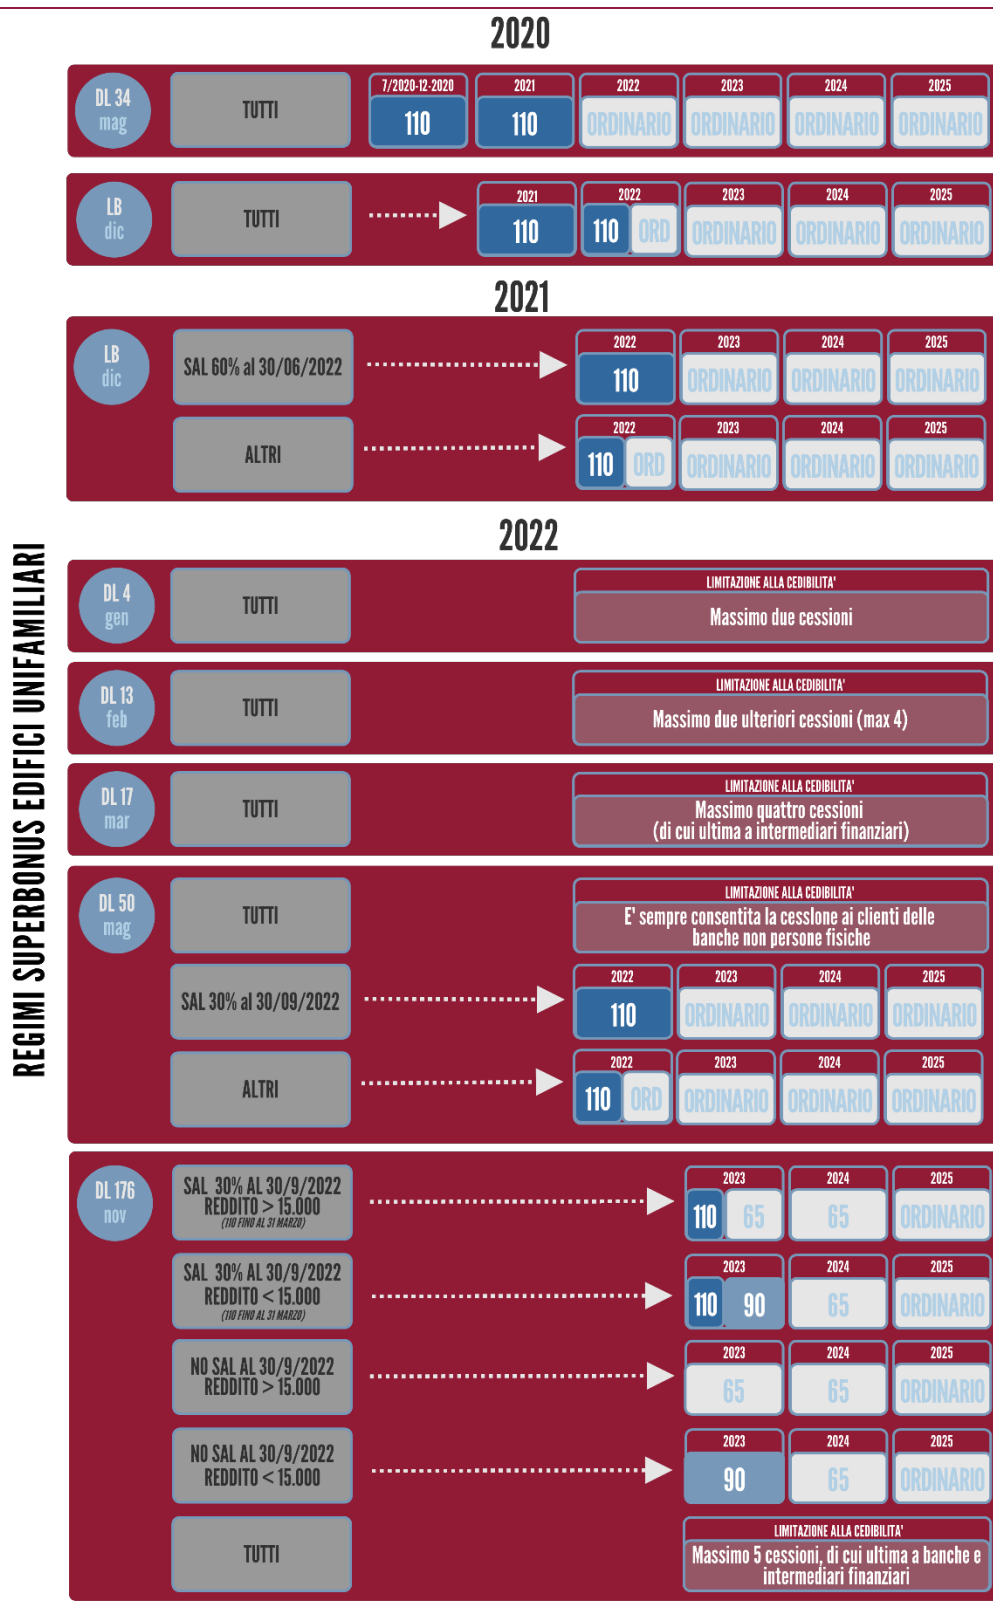 2020
DL 34
mag
TUTTI
7/2020-12-2020
110
2021
110
2022
ORDINARIO
2023
ORDINARIO
2024
ORDINARIO
2025
ORDINARIO
LB
dic
TUTTI
2021
110
2022
110 ORD
2023
ORDINARIO
2024
ORDINARIO
2025
ORDINARIO
2021
LB
dic
SAL 60% al 30/06/2022
2022
110
2023
ORDINARIO
2024
ORDINARIO
2025
ORDINARIO
ALTRI
2022
110 ORD
2023
ORDINARIO
2024
ORDINARIO
2025
ORDINARIO
REGIMI SUPERBONUS EDIFICI UNIFAMILIARI
2022
DL 4
gen
TUTTI
LIMITAZIONE ALLA CEDIBILITA'
Massimo due cessioni
DL 13
feb
TUTTI
LIMITAZIONE ALLA CEDIBILITA'
Massimo due ulteriori cessioni (max 4)
DL 17
mar
TUTTI
LIMITAZIONE ALLA CEDIBILITA'
Massimo quattro cessioni
(di cui ultima a intermediari finanziari)
DL 50
mag
TUTTI
LIMITAZIONE ALLA CEDIBILITA'
E' sempre consentita la cessIone ai clienti delle
banche non persone fisiche
SAL 30% al 30/09/2022
2022
110
2023
ORDINARIO
2024
ORDINARIO
2025
ORDINARIO
ALTRI
2022
110 ORD
2023
ORDINARIO
2024
ORDINARIO
2025
ORDINARIO
DL 176
nov
SAL 30% AL 30/9/2022
REDDITO > 15.000
(110 FINO AL 31 MARZO)
2023
110 65
2024
65
2025
ORDINARIO
SAL 30% AL 30/9/2022
REDDITO < 15.000
(110 FINO AL 31 MARZO)
2023
110 90
2024
65
2025
ORDINARIO
NO SAL AL 30/9/2022
REDDITO > 15.000
2023
65
2024
65
2025
ORDINARIO
NO SAL AL 30/9/2022
REDDITO < 15.000
2023
90
2024
65
2025
ORDINARIO
TUTTI
LIMITAZIONE ALLA CEDIBILITA'
Massimo 5 cessioni, di cui ultima a banche e
intermediari finanziari